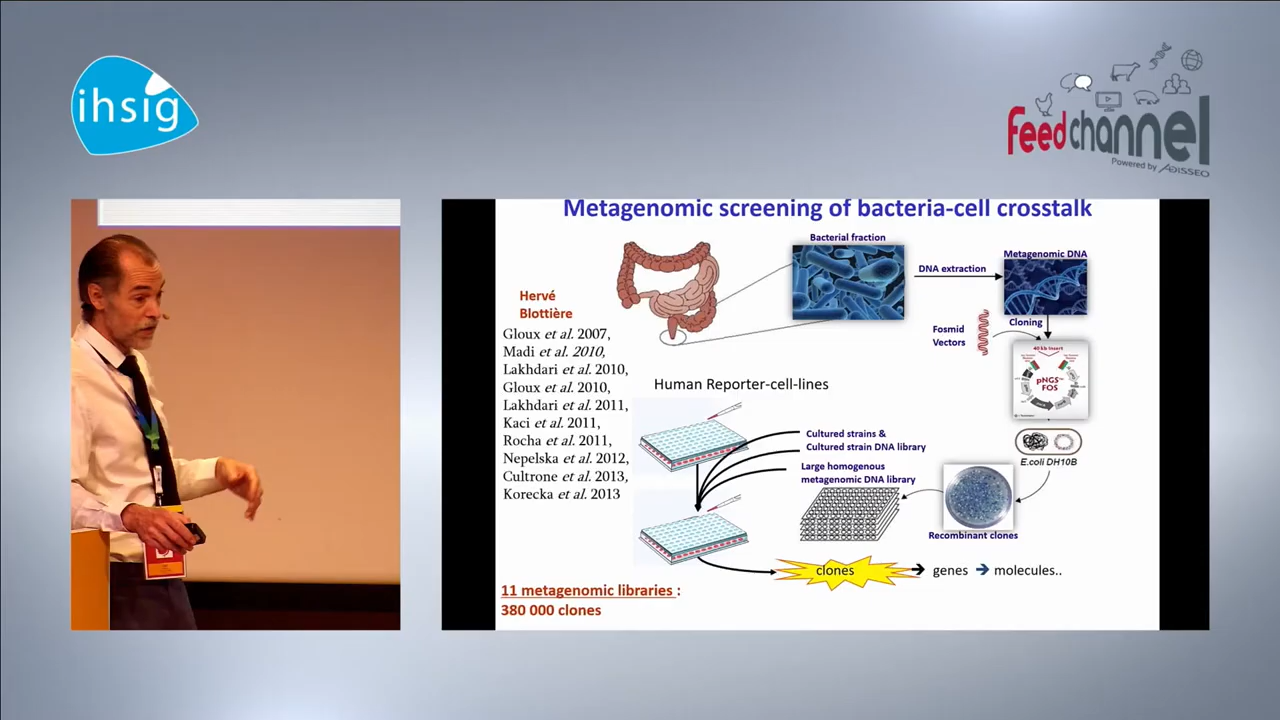 ihsig
feedchannel
Powered by ADISSEO
Metagenomic screening of bacteria-cell crosstalk
Bacterial fraction
DNA extraction
Metagenomic DNA
Hervé
Blottière
Gloux et al. 2007,
Madi et al. 2010,
Lakhdari et al. 2010,
Gloux et al. 2010,
Lakhdari et al. 2011,
Kaci et al. 2011,
Rocha et al. 2011,
Nepelska et al. 2012,
Cultrone et al. 2013,
Korecka et al. 2013
Fosmid
Vectors
Cloning
40 kb Insert
pNGS™
FOS
E.coli DH10B
Human Reporter-cell-lines
Cultured strains &
Cultured strain DNA library
Large homogenous
metagenomic DNA library
Recombinant clones
clones
genes
molecules..
11 metagenomic libraries :
380 000 clones